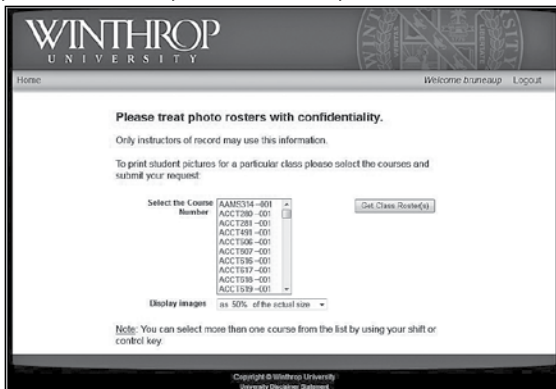 WINTHROP
UNIVERSITY
Home Welcome bruneaup Logout
Please treat photo rosters with confidentiality.
Only instructors of record may use this information.
To print student pictures for a particular class please select the courses and
submit your request:
Select the Course
Number
AAMS314 -001
ACCT280 -001
ACCT281 -001
ACCT491 -001
ACCT506 -001
ACCT507 -001
ACCT516 -001
ACCT517 -001
ACCT518 -001
ACCT519 -001
Get Class Roster(s)
Display images as 50% of the actual size
Note: You can select more than one course from the list by using your shift or
control key.
Copyright © Winthrop University
University Disclaimer Statement